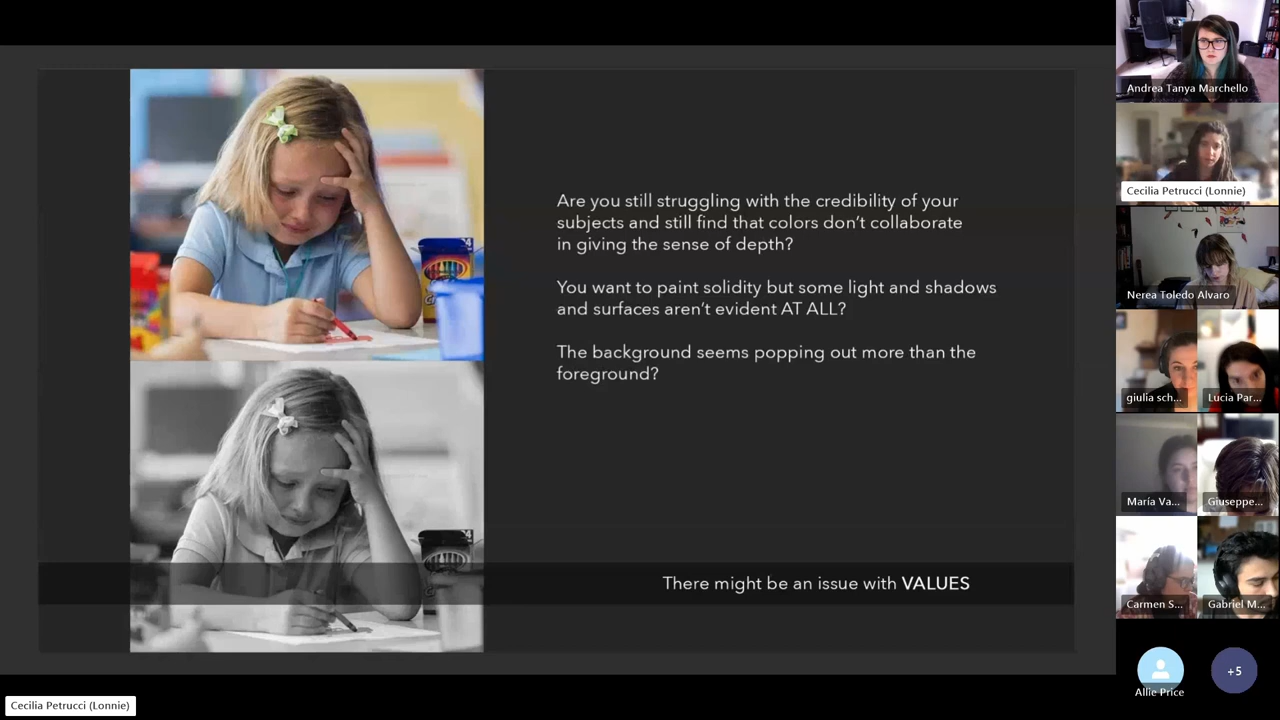 Are you still struggling with the credibility of your
subjects and still find that colors don't collaborate
in giving the sense of depth?
You want to paint solidity but some light and shadows
and surfaces aren't evident AT ALL?
The background seems popping out more than the
foreground?
There might be an issue with VALUES
Andrea Tanya Marchello
Cecilia Petrucci (Lonnie)
Nerea Toledo Alvaro
giulia sch...
Lucia Par...
María Va...
Giuseppe...
Carmen S...
Gabriel M...
Allie Price
+5
Cecilia Petrucci (Lonnie)